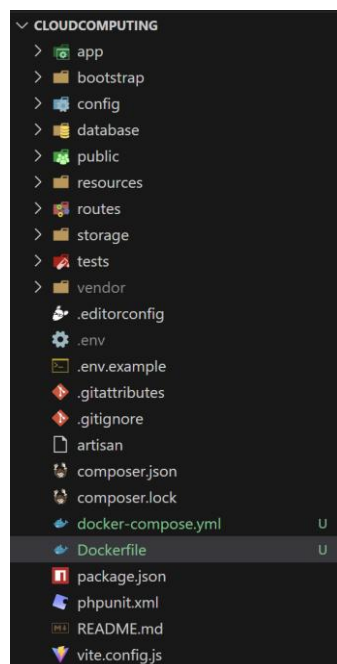 CLOUDCOMPUTING
app
bootstrap
config
database
public
resources
routes
storage
tests
vendor
.editorconfig
.env
.env.example
.gitattributes
.gitignore
artisan
composer.json
composer.lock
docker-compose.yml U
Dockerfile U
package.json
phpunit.xml
README.md
vite.config.js